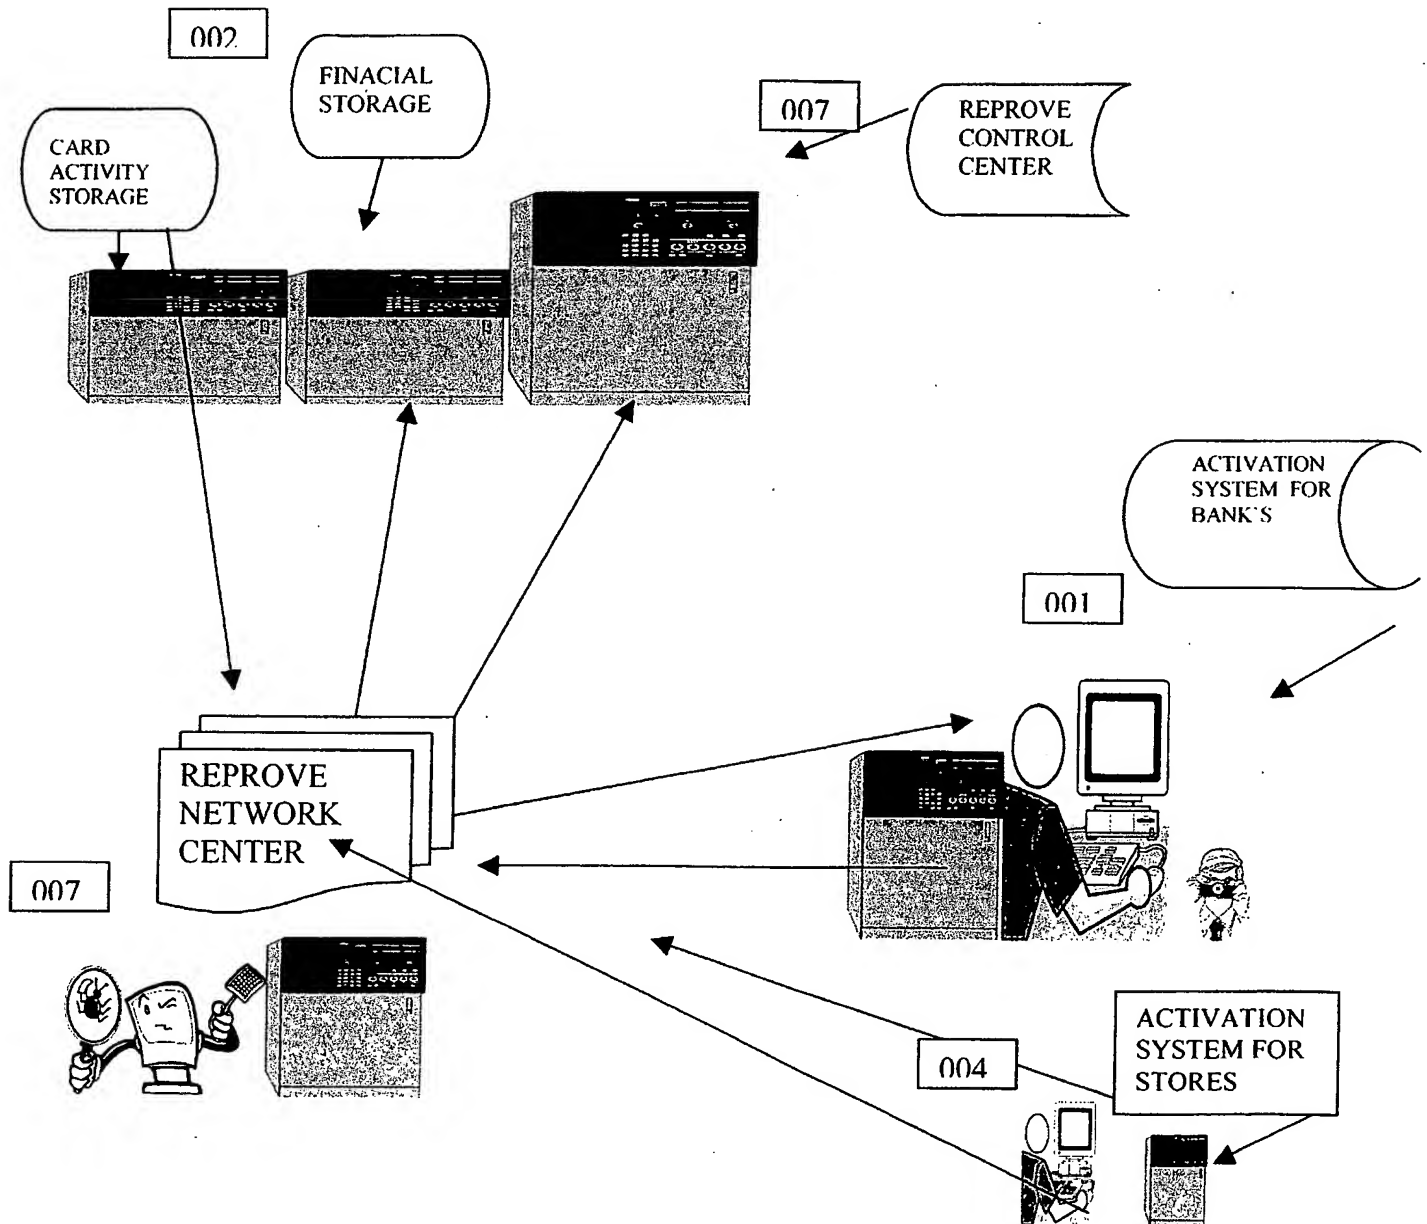 002
FINACIAL
STORAGE
007
REPROVE
CONTROL
CENTER
CARD
ACTIVITY
STORAGE
ACTIVATION
SYSTEM FOR
BANK'S
001
REPROVE
NETWORK
CENTER
007
004
ACTIVATION
SYSTEM FOR
STORES